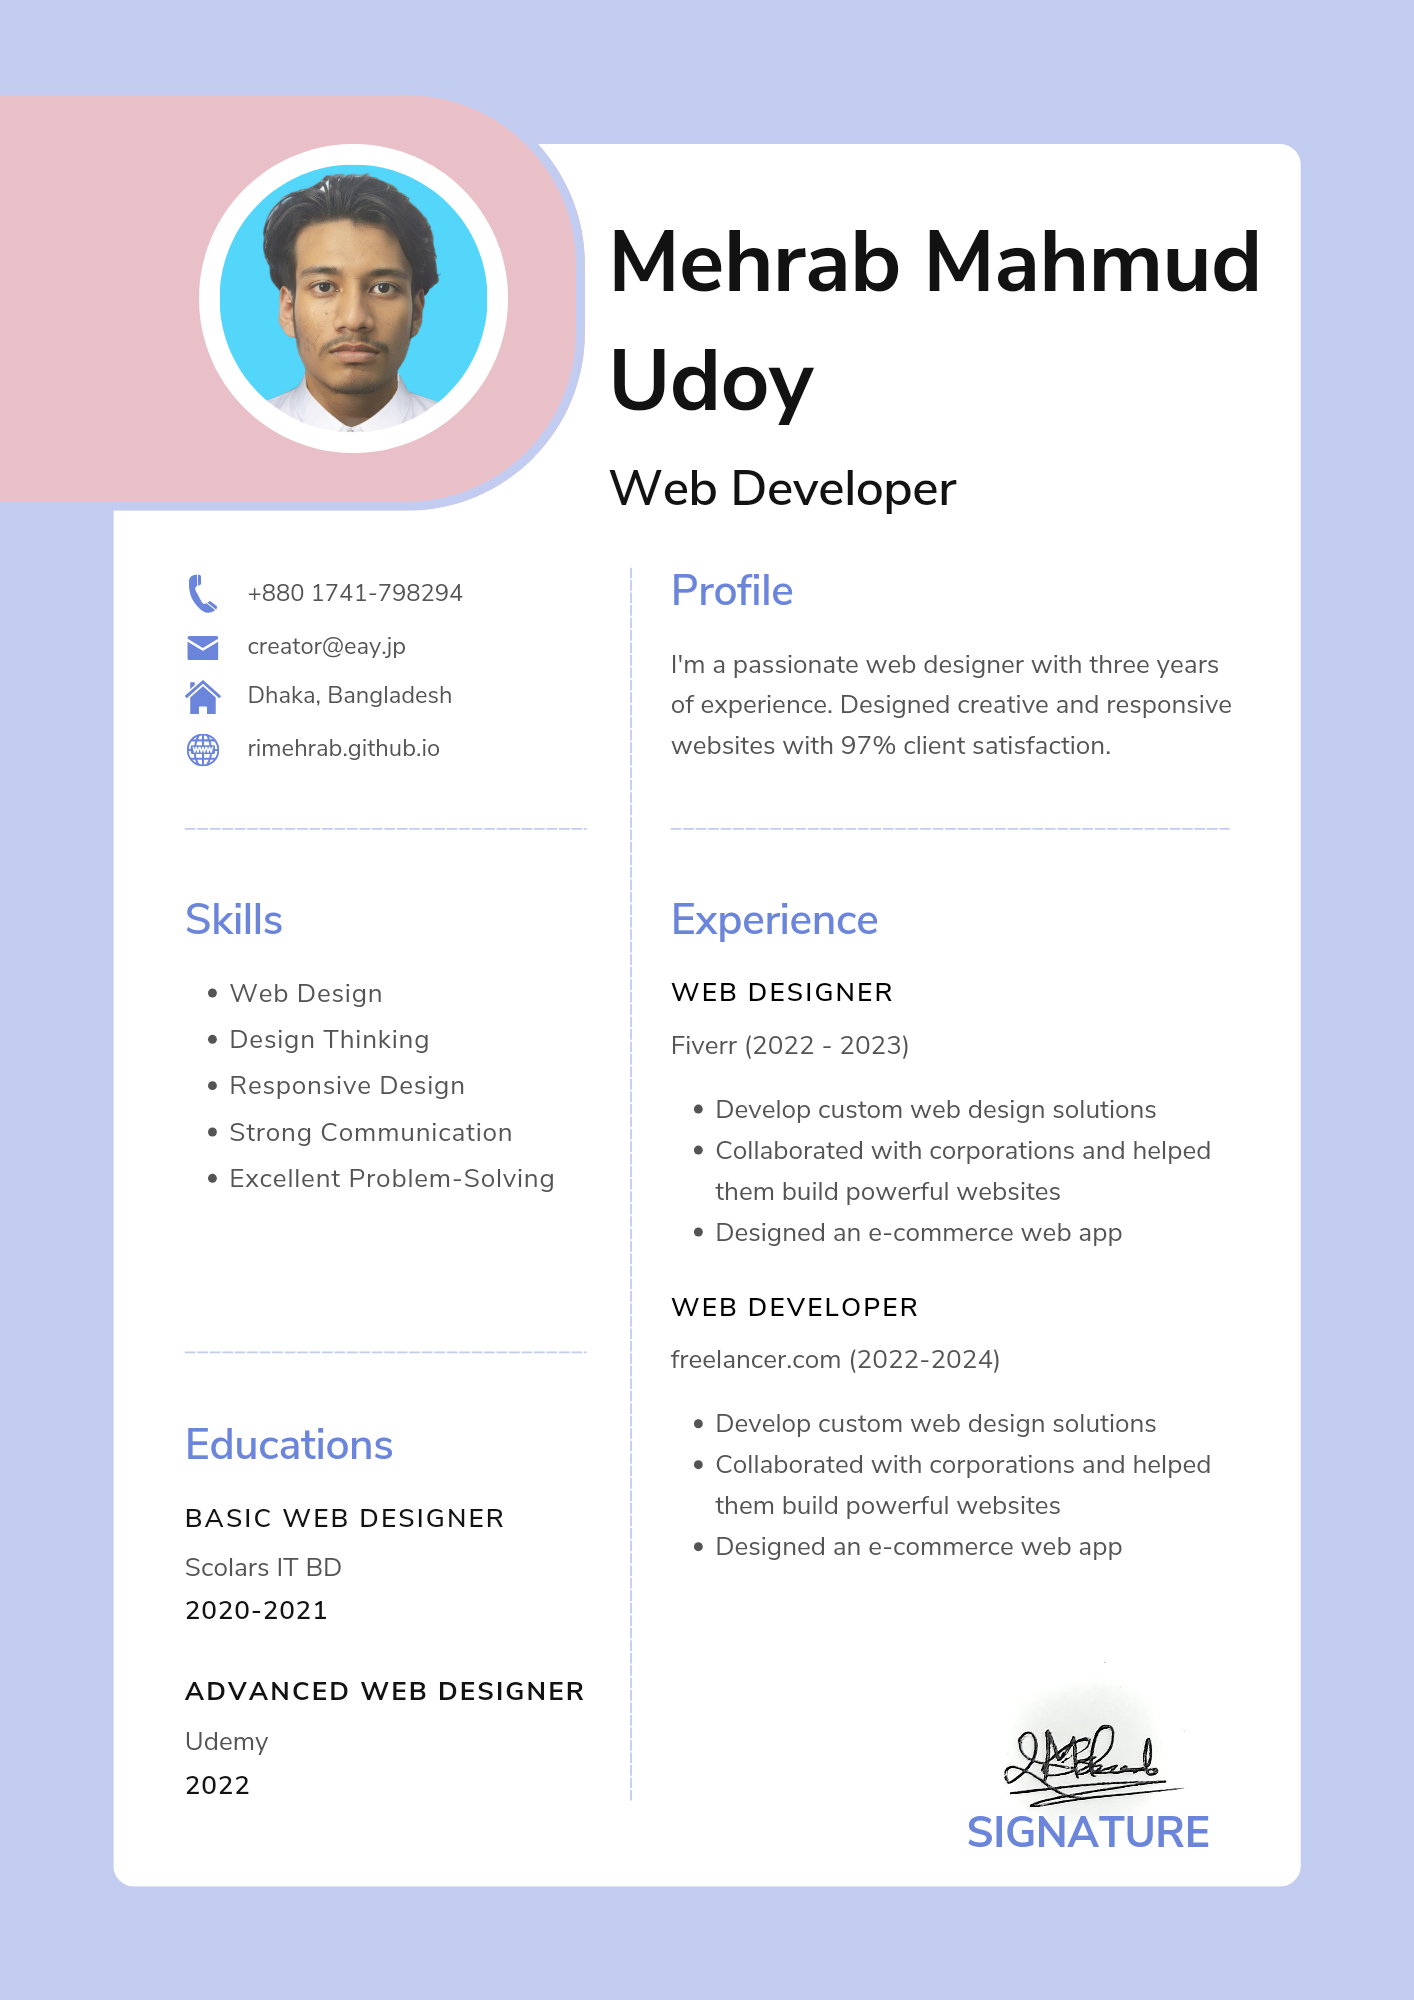 Mehrab Mahmud
Udoy
Web Developer
+880 1741-798294
creator@eay.jp
Dhaka, Bangladesh
rimehrab.github.io
Profile
I'm a passionate web designer with three years
of experience. Designed creative and responsive
websites with 97% client satisfaction.
Skills
• Web Design
• Design Thinking
• Responsive Design
• Strong Communication
• Excellent Problem-Solving
Educations
BASIC WEB DESIGNER
Scolars IT BD
2020-2021
ADVANCED WEB DESIGNER
Udemy
2022
Experience
WEB DESIGNER
Fiverr (2022 - 2023)
• Develop custom web design solutions
• Collaborated with corporations and helped
them build powerful websites
• Designed an e-commerce web app
WEB DEVELOPER
freelancer.com (2022-2024)
• Develop custom web design solutions
• Collaborated with corporations and helped
them build powerful websites
• Designed an e-commerce web app
SIGNATURE